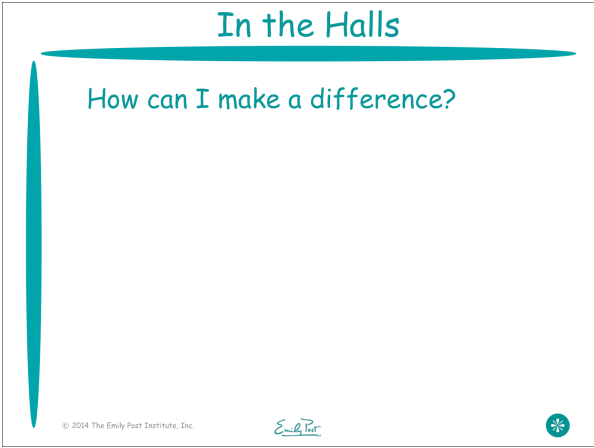 In the Halls
How can I make a difference?
© 2014 The Emily Post Institute, Inc.
Emily Post